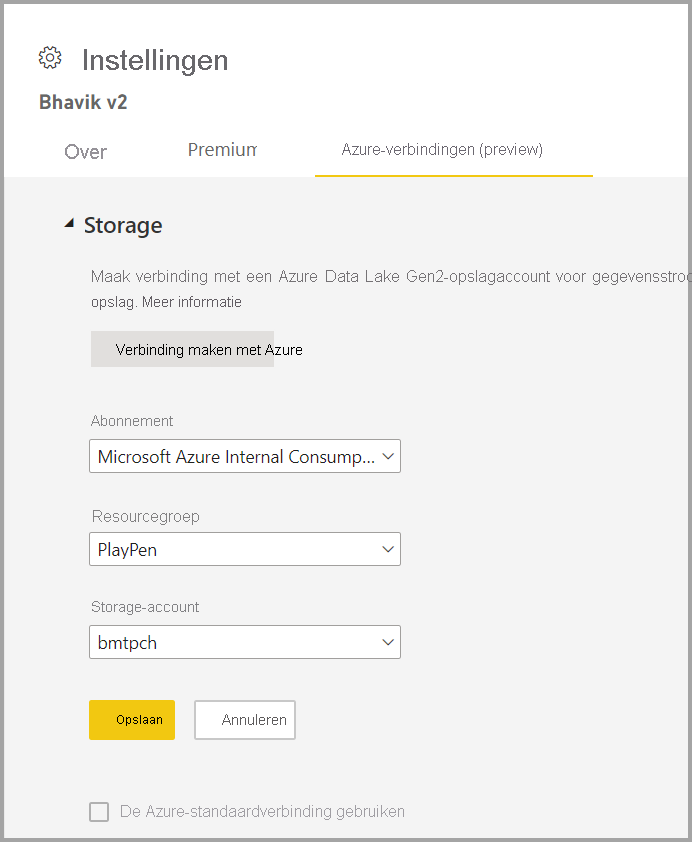 Instellingen
Bhavik v2
Over Premium Azure-verbindingen (preview)
Storage
Maak verbinding met een Azure Data Lake Gen2-opslagaccount voor gegevensstroo
opslag. Meer informatie
Verbinding maken met Azure
Abonnement
Microsoft Azure Internal Consump...
Resourcegroep
PlayPen
Storage-account
bmtpch
Opslaan Annuleren
De Azure-standaardverbinding gebruiken